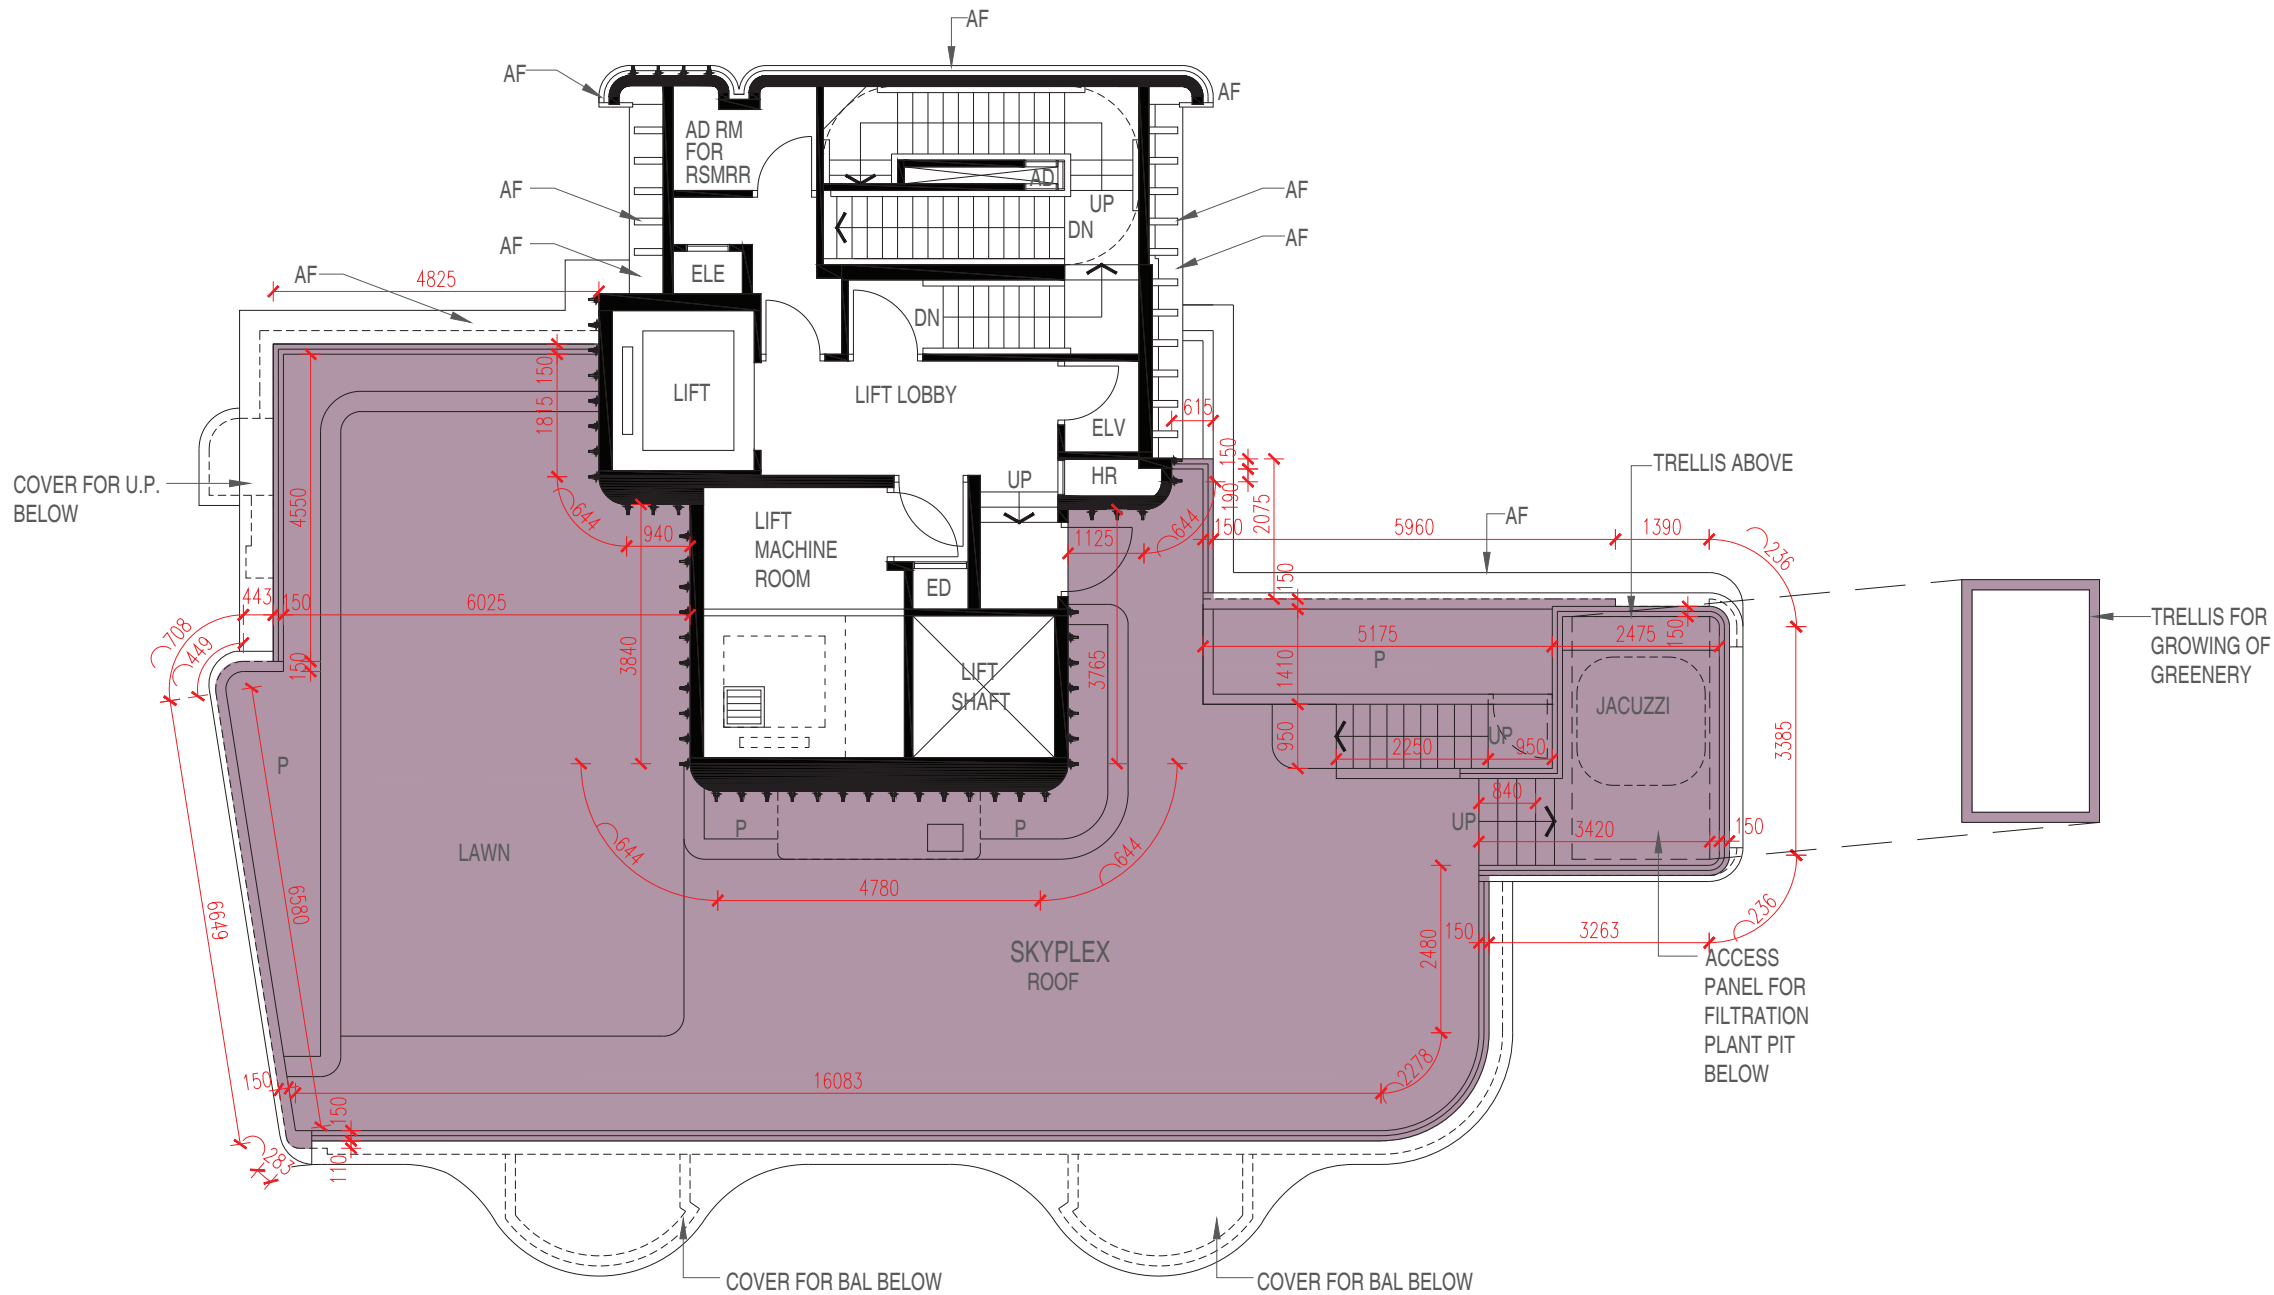 AF
AF
AF
AD RM
FOR
RSMRR
AD
AF
UP
AF
DN
AF
AF
ELE
AF
4825
DN
150
LIFT
LIFT LOBBY
1815
615
ELV
150
TRELLIS ABOVE
HR
COVER FOR U.P.
BELOW
UP
190
2075
4550
644
LIFT
MACHINE
ROOM
940
1125
644
150
5960
AF
1390
236
150
ED
443
150
6025
TRELLIS FOR
GROWING OF
GREENERY
708
449
3840
3765
5175
150
2475
P
150
1410
LIFT
SHAFT
JACUZZI
P
950
2250
UP
950
3385
840
UP
P
P
3420
150
LAWN
644
644
4780
6649
6580
236
150
3263
2480
SKYPLEX
ROOF
ACCESS
PANEL FOR
FILTRATION
PLANT PIT
BELOW
150
16083
2278
150
110
283
COVER FOR BAL BELOW
COVER FOR BAL BELOW